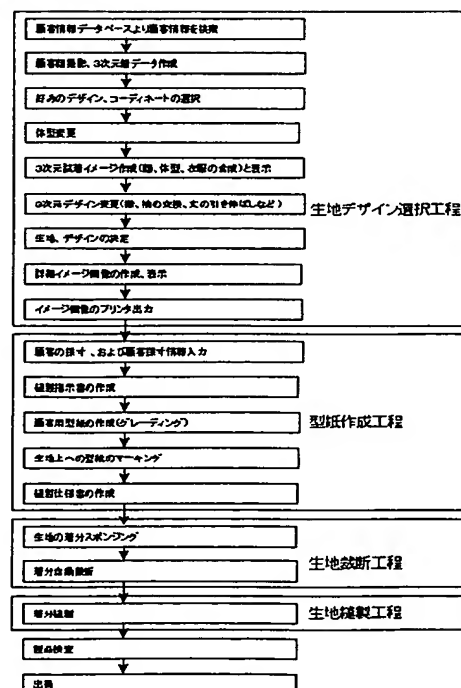 顧客情報データベースより顧客情報を検索
顧客顔撮影、3次元顔データ作成
好みのデザイン、コーディネートの選択
体型変更
3次元試着イメージ作成(顔、体型、衣服の合成)と表示
3次元デザイン変更(襟、袖の交換、丈の引き伸ばしなど)
生地デザイン選択工程
生地、デザインの決定
詳細イメージ画像の作成、表示
イメージ画像のプリンタ出力
顧客の採寸、および顧客採寸情報入力
縫製指示書の作成
顧客用型紙の作成(グレーディング)
型紙作成工程
生地上への型紙のマーキング
縫製仕様書の作成
生地の着分スポンジング
生地裁断工程
着分自動裁断
着分縫製
生地縫製工程
製品検査
出荷